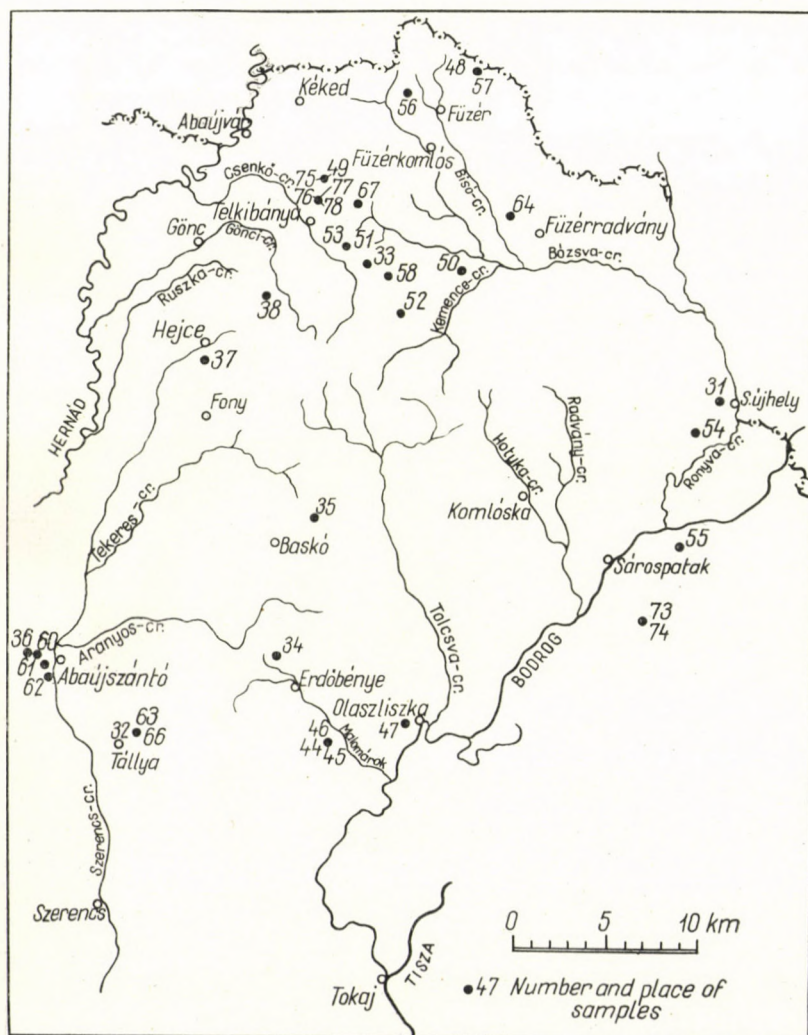 48
57
Kéked
56
Füzér
Abaújvár
Füzérkomlós
Csenkő-cr.
75
49
76
77
78
67
Bisó-cr.
64
Telkibánya
Füzérradvány
Gönc
Gönci-cr.
53
51
33
58
50
Bózsva-cr.
Ruszka-cr.
38
52
Kemence-cr.
Hejce
37
Fony
HERNÁD
31
S.újhely
54
Ronyva-cr.
Radvány-cr.
Hotyka-cr.
Komlóska
Tekeres-cr.
35
Baskó
55
Sárospatak
73
74
Tolcsva-cr.
BODROG
36
60
61
62
Aranyos-cr.
Abaújszántó
34
Erdőbénye
Olaszliszka
47
32
63
66
Tállya
46
44
45
Malomárok
Szerencs-cr.
Szerencs
0 5 10 km
TISZA
Tokaj
47 Number and place of
samples